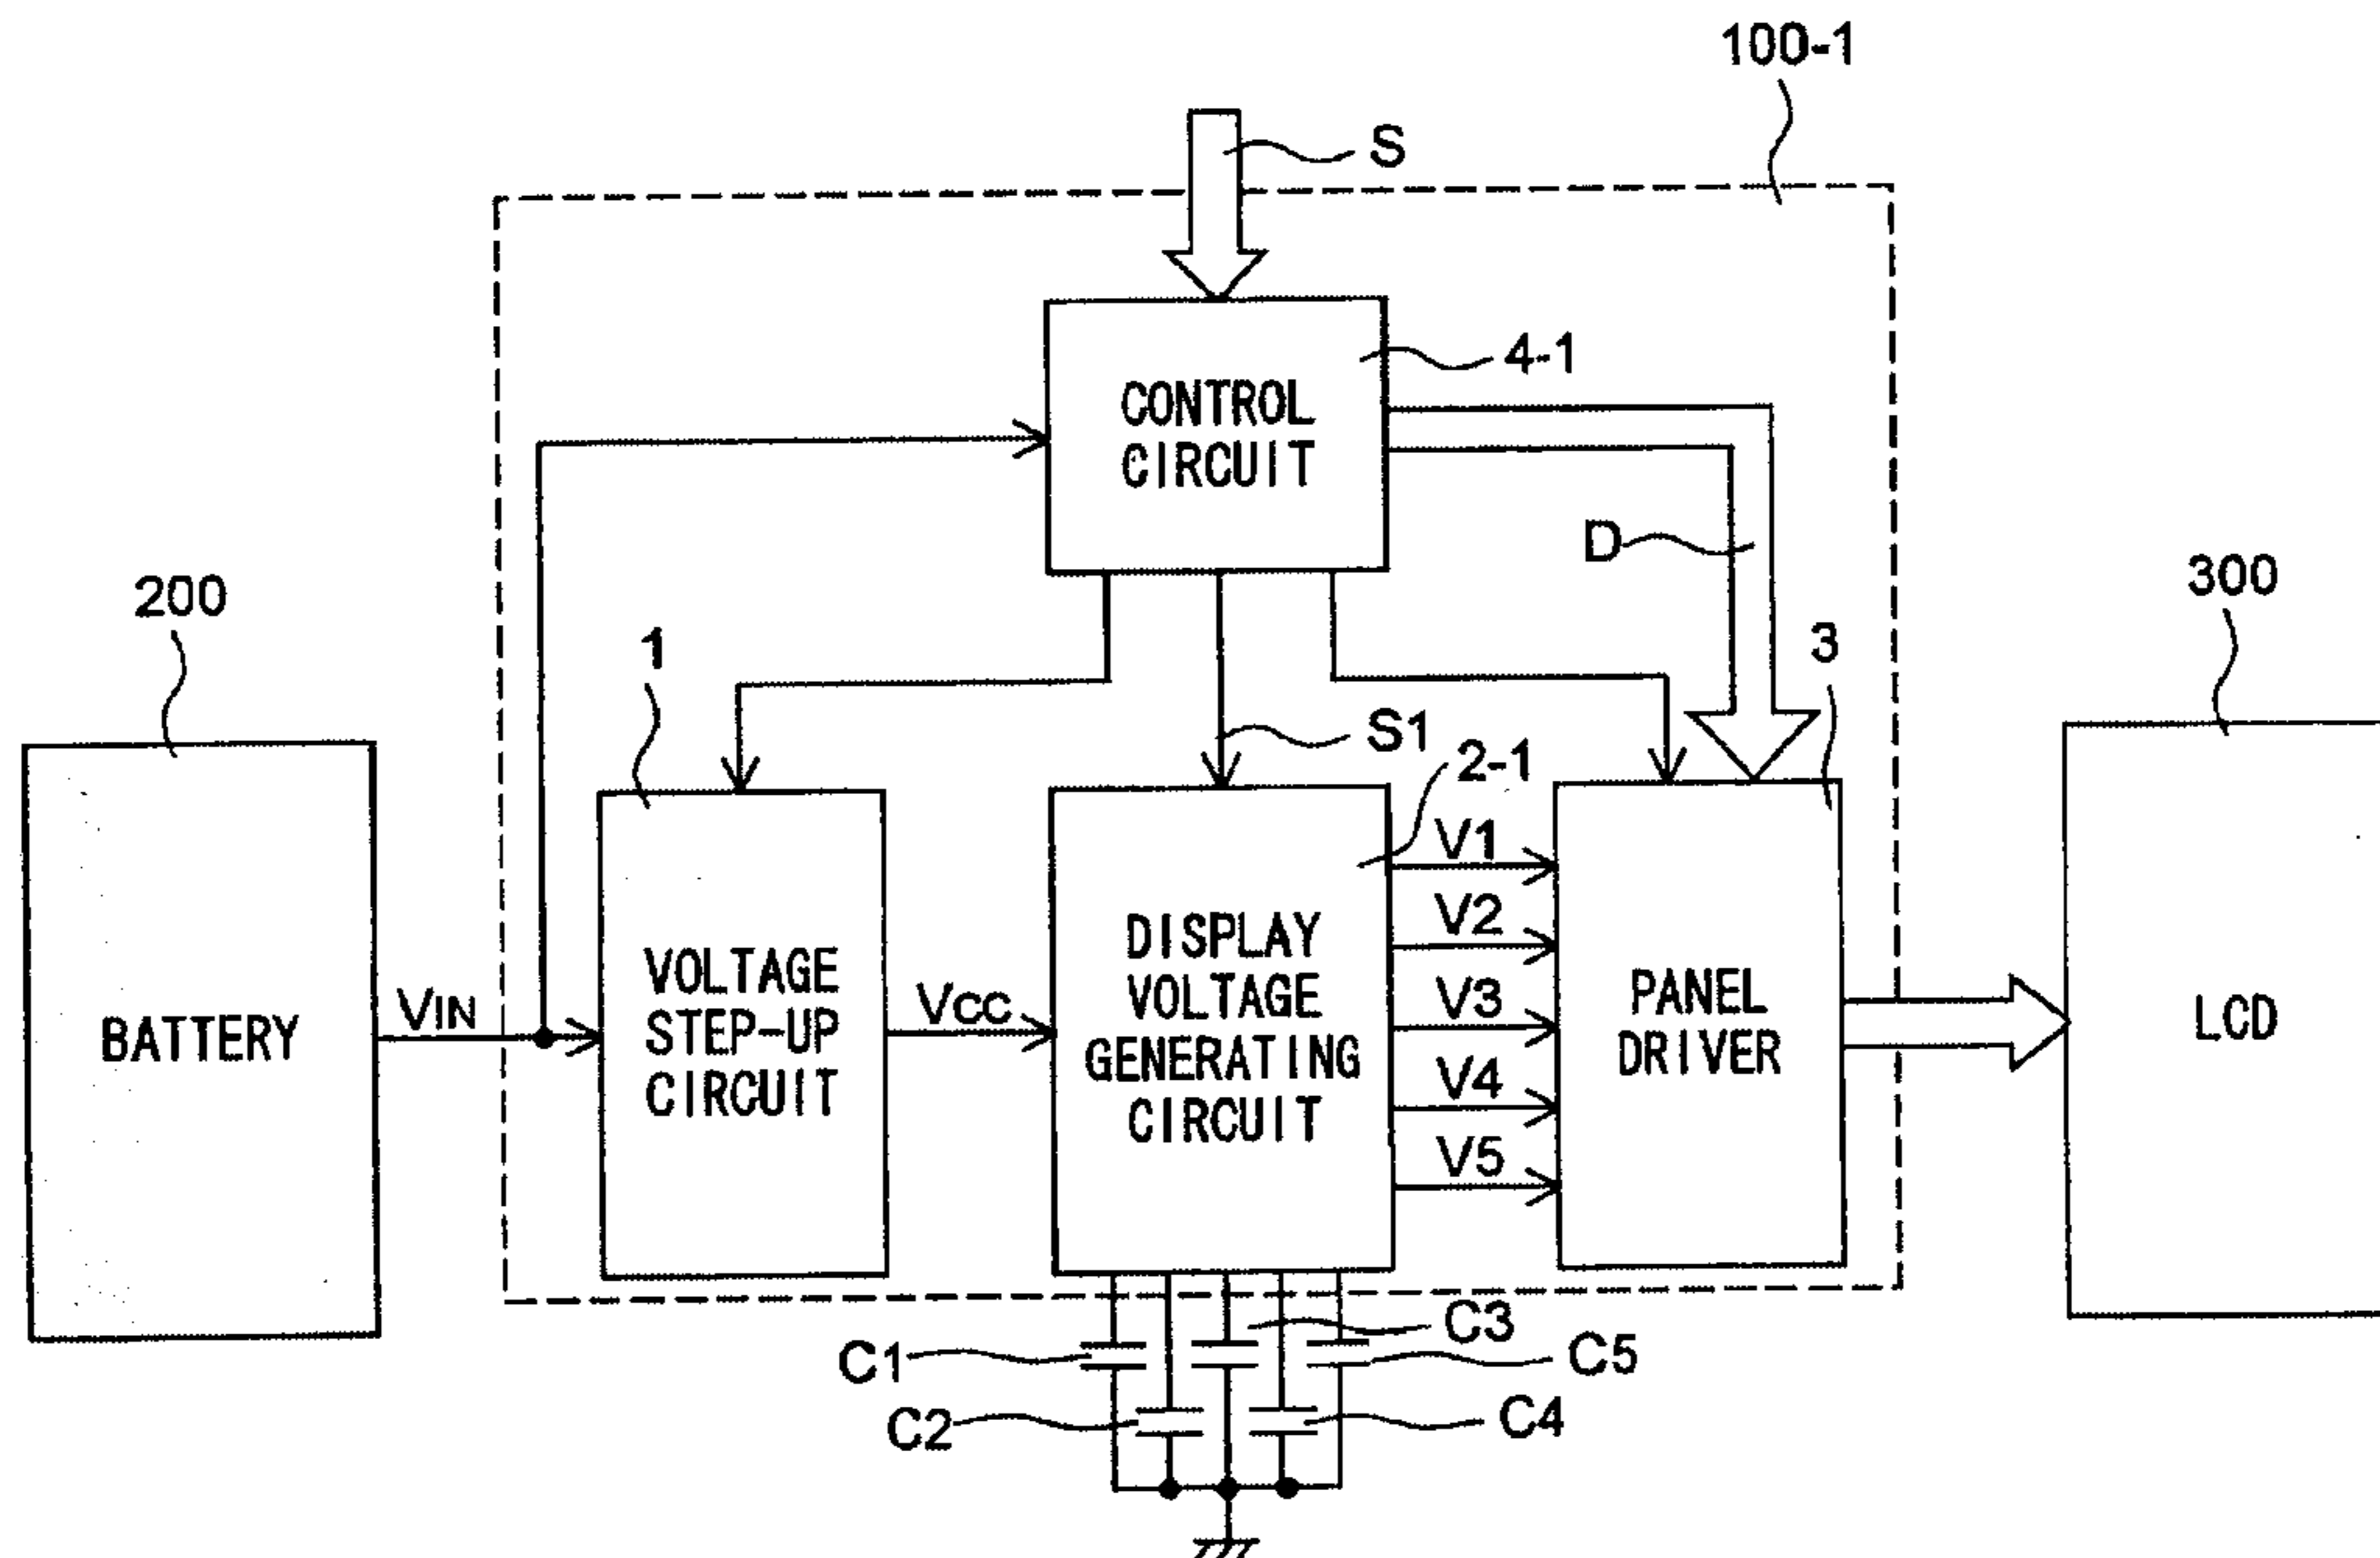 100-1
S
4-1
CONTROL
CIRCUIT
D
200
300
1
3
S1
2-1
V1
V2
V3
V4
V5
BATTERY
VIN
VOLTAGE
STEP-UP
CIRCUIT
VCC
DISPLAY
VOLTAGE
GENERATING
CIRCUIT
PANEL
DRIVER
LCD
C1
C2
C3
C4
C5